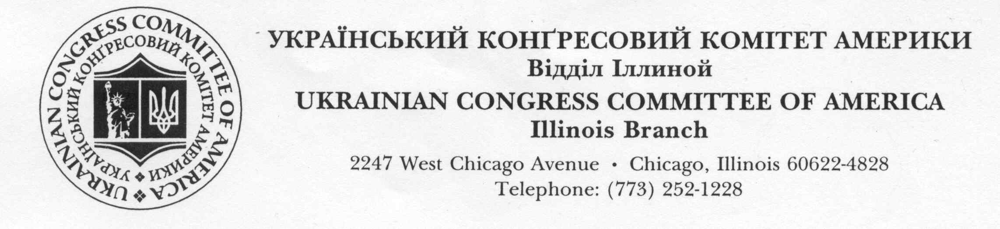 UKRAINIAN CONGRESS COMMITTEE OF AMERICA
УКРАЇНСЬКИЙ КОНҐРЕСОВИЙ КОМІТЕТ АМЕРИКИ
УКРАЇНСЬКИЙ КОНҐРЕСОВИЙ КОМІТЕТ АМЕРИКИ
Відділ Іллиной
UKRAINIAN CONGRESS COMMITTEE OF AMERICA
Illinois Branch
2247 West Chicago Avenue • Chicago, Illinois 60622-4828
Telephone: (773) 252-1228